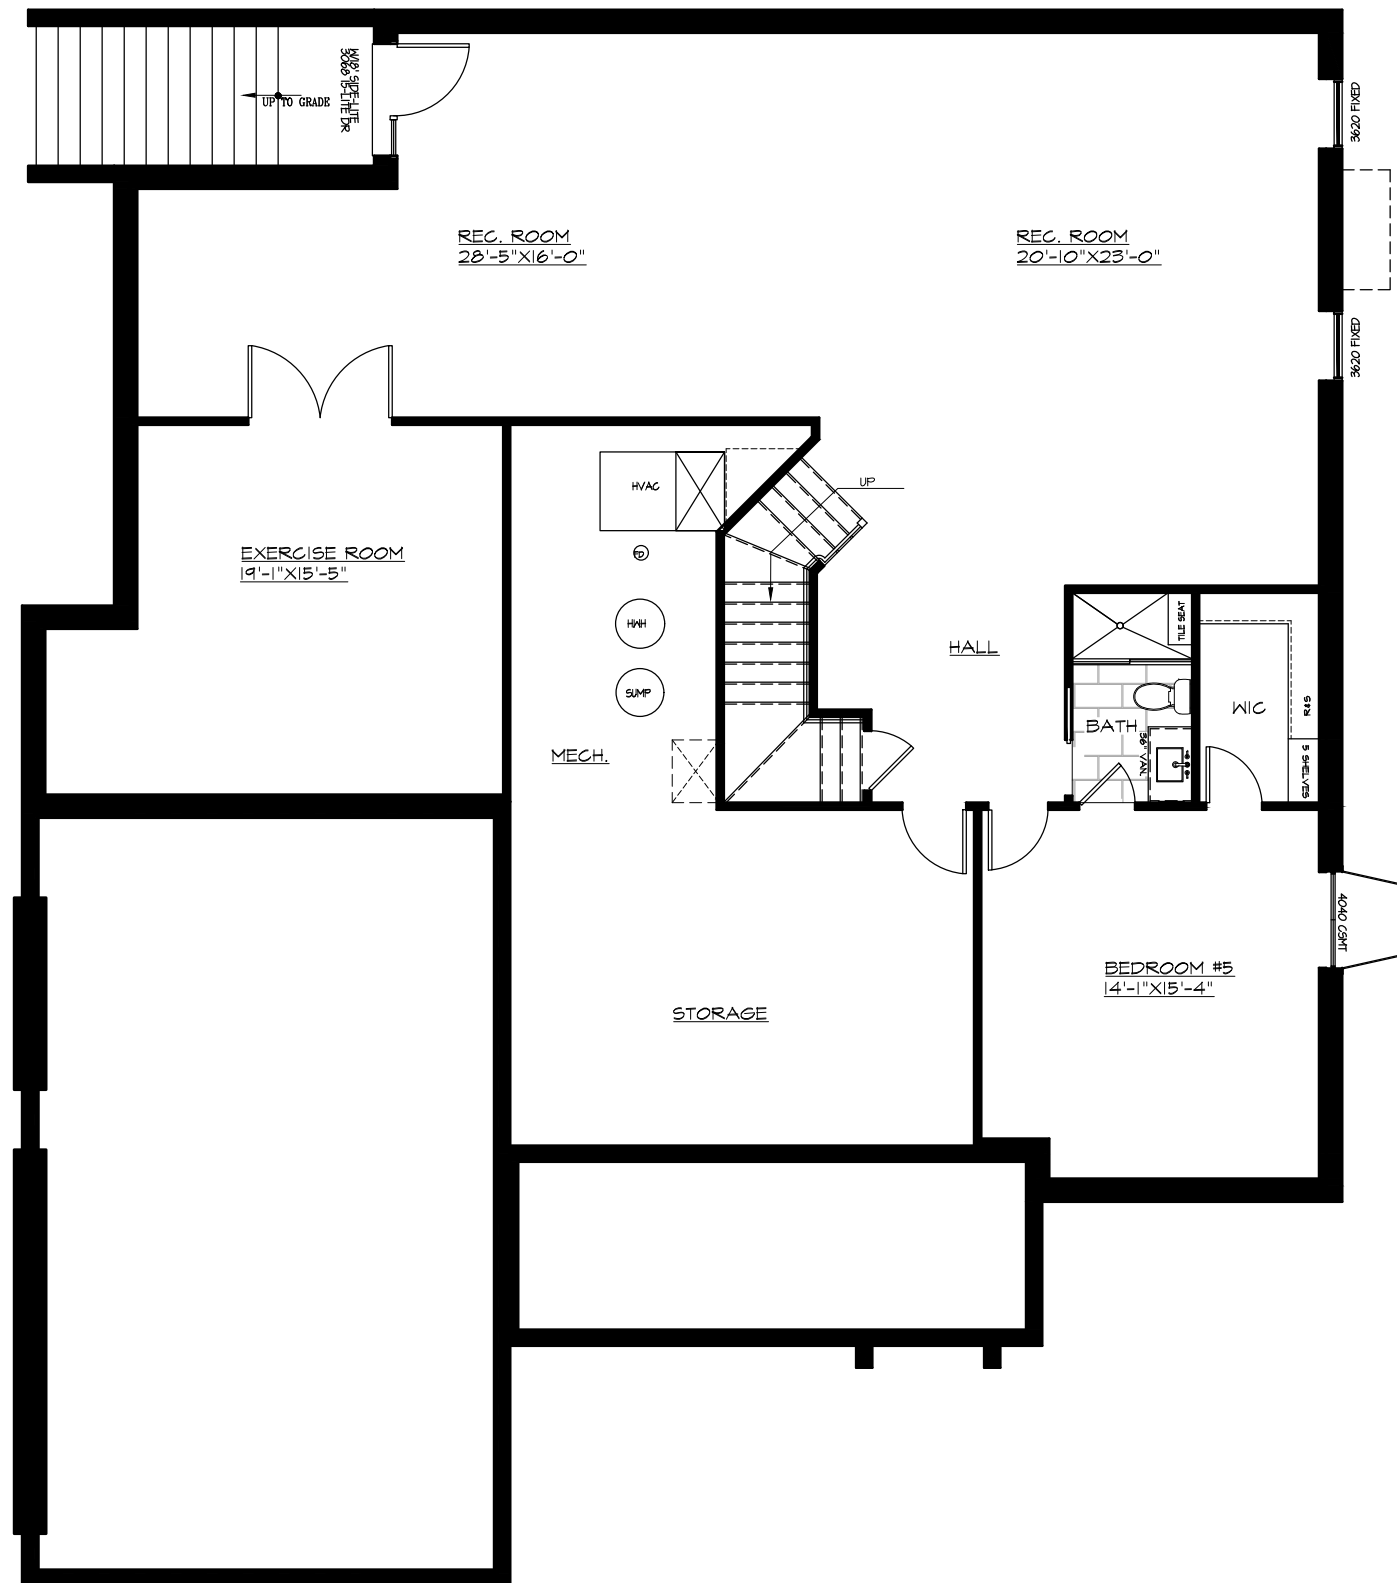 W/18" SIDE-LITE
3068 15-LITE DR
UP TO GRADE
3620 FIXED
REC. ROOM
28'-5"X16'-0"
REC. ROOM
20'-10"X23'-0"
3620 FIXED
HVAC
UP
FD
EXERCISE ROOM
19'-1"X15'-5"
HWH
TILE SEAT
HALL
SUMP
WIC
R&S
BATH
36" VAN.
MECH.
5 SHELVES
4040 CSMT
BEDROOM #5
14'-1"X15'-4"
STORAGE